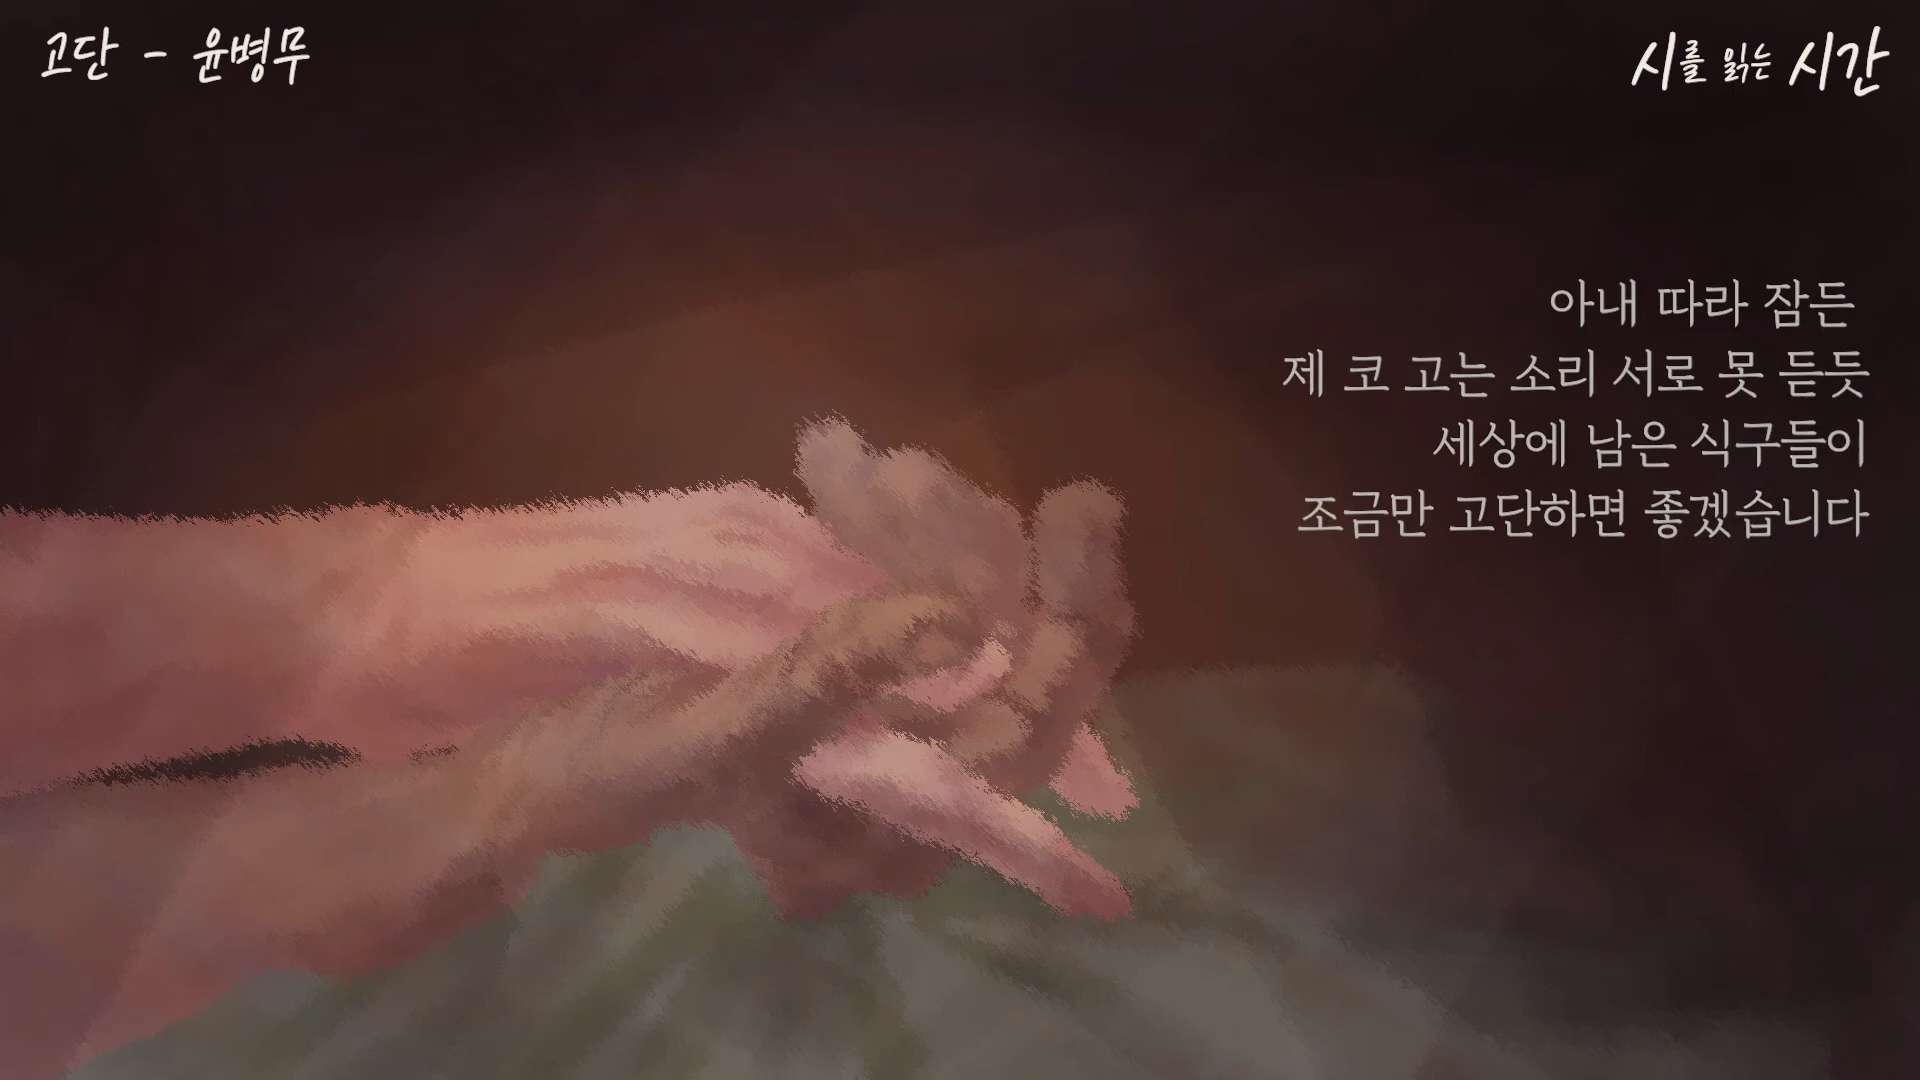 고단 - 윤병무
시를 읽는 시간
아내 따라 잠든
제 코 고는 소리 서로 못 듣듯
세상에 남은 식구들이
조금만 고단하면 좋겠습니다